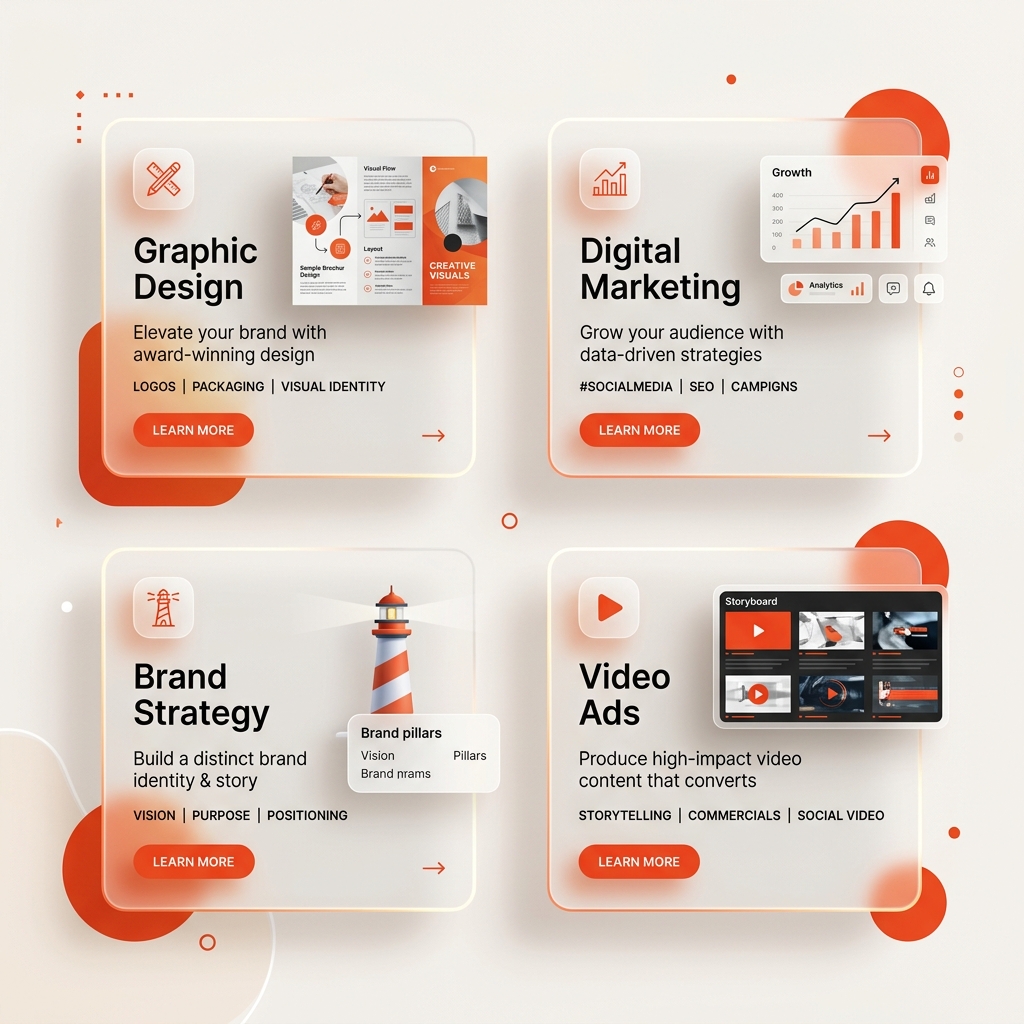 Graphic
Design
Elevate your brand with
award-winning design
LOGOS | PACKAGING | VISUAL IDENTITY
LEARN MORE
Visual Flow
Layout
Sample Brechur
Design
CREATIVE
VISUALS
Digital
Marketing
Grow your audience with
data-driven strategies
#SOCIALMEDIA | SEO | CAMPIGNS
LEARN MORE
Growth
400
300
200
100
0
Analytics
Brand
Strategy
Build a distinct brand
identity & story
VISION | PURPOSE | POSITIONING
LEARN MORE
Brand pillars
Vision Pillars
Brand
Video
Ads
Produce high-impact video
content that converts
STORYTELLING | COMMERCIALS | SOCIAL VIDEO
LEARN MORE
Storyboard